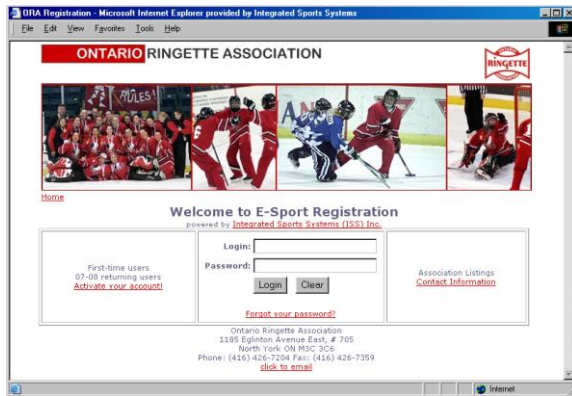 ORA Registration - Microsoft Internet Explorer provided by Integrated Sports Systems
File Edit View Favorites Tools Help
ONTARIO RINGETTE ASSOCIATION
RINGETTE
RULES!
Home
Welcome to E-Sport Registration
powered by Integrated Sports Systems (ISS) Inc.
First-time users
07-08 returning users
Activate your account!
Login:
Password:
Login Clear
Forgot your password?
Association Listings
Contact Information
Ontario Ringette Association
1185 Eglinton Avenue East, # 705
North York ON M3C 3C6
Phone: (416) 426-7204 Fax: (416) 426-7359
click to email
Internet